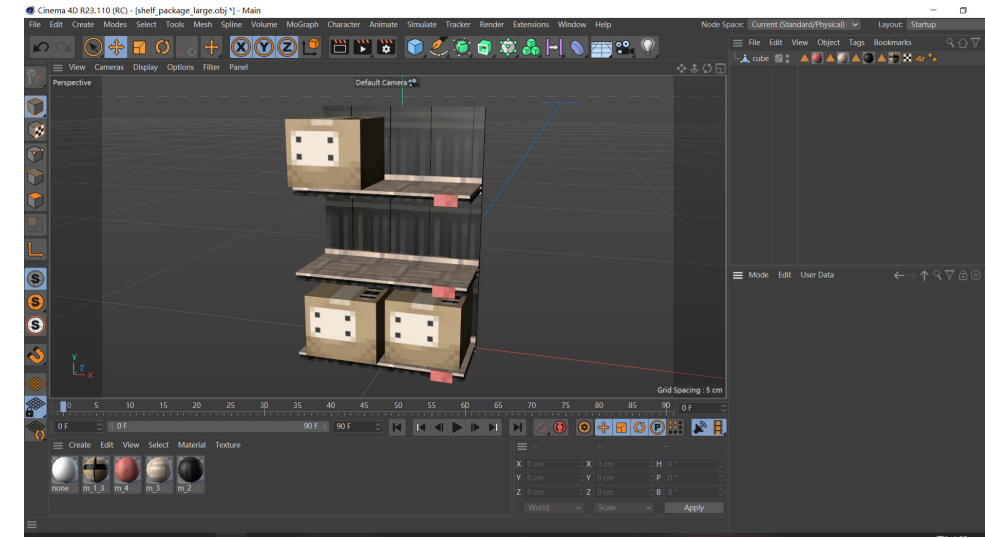 Cinema 4D R23.110 (RC) - [shelf_package_large.obj *] - Main
File Edit Create Modes Select Tools Mesh Spline Volume MoGraph Character Animate Simulate Tracker Render Extensions Window Help Node Space: Current (Standard/Physical) Layout: Startup
X Y Z
File Edit View Object Tags Bookmarks
View Cameras Display Options Filter Panel
cube
Perspective Default Camera
Mode Edit User Data
S
S
S
Y
Z
X
Grid Spacing : 5 cm
0 5 10 15 20 25 30 35 40 45 50 55 60 65 70 75 80 85 90 0 F
0 F 0 F 90 F 90 F P
Create Edit View Select Material Texture
-- -- --
none m_1_3 m_4 m_3 m_2
X 0 cm X 0 cm H 0 °
Y 0 cm Y 0 cm P 0 °
Z 0 cm Z 0 cm B 0 °
World Scale Apply